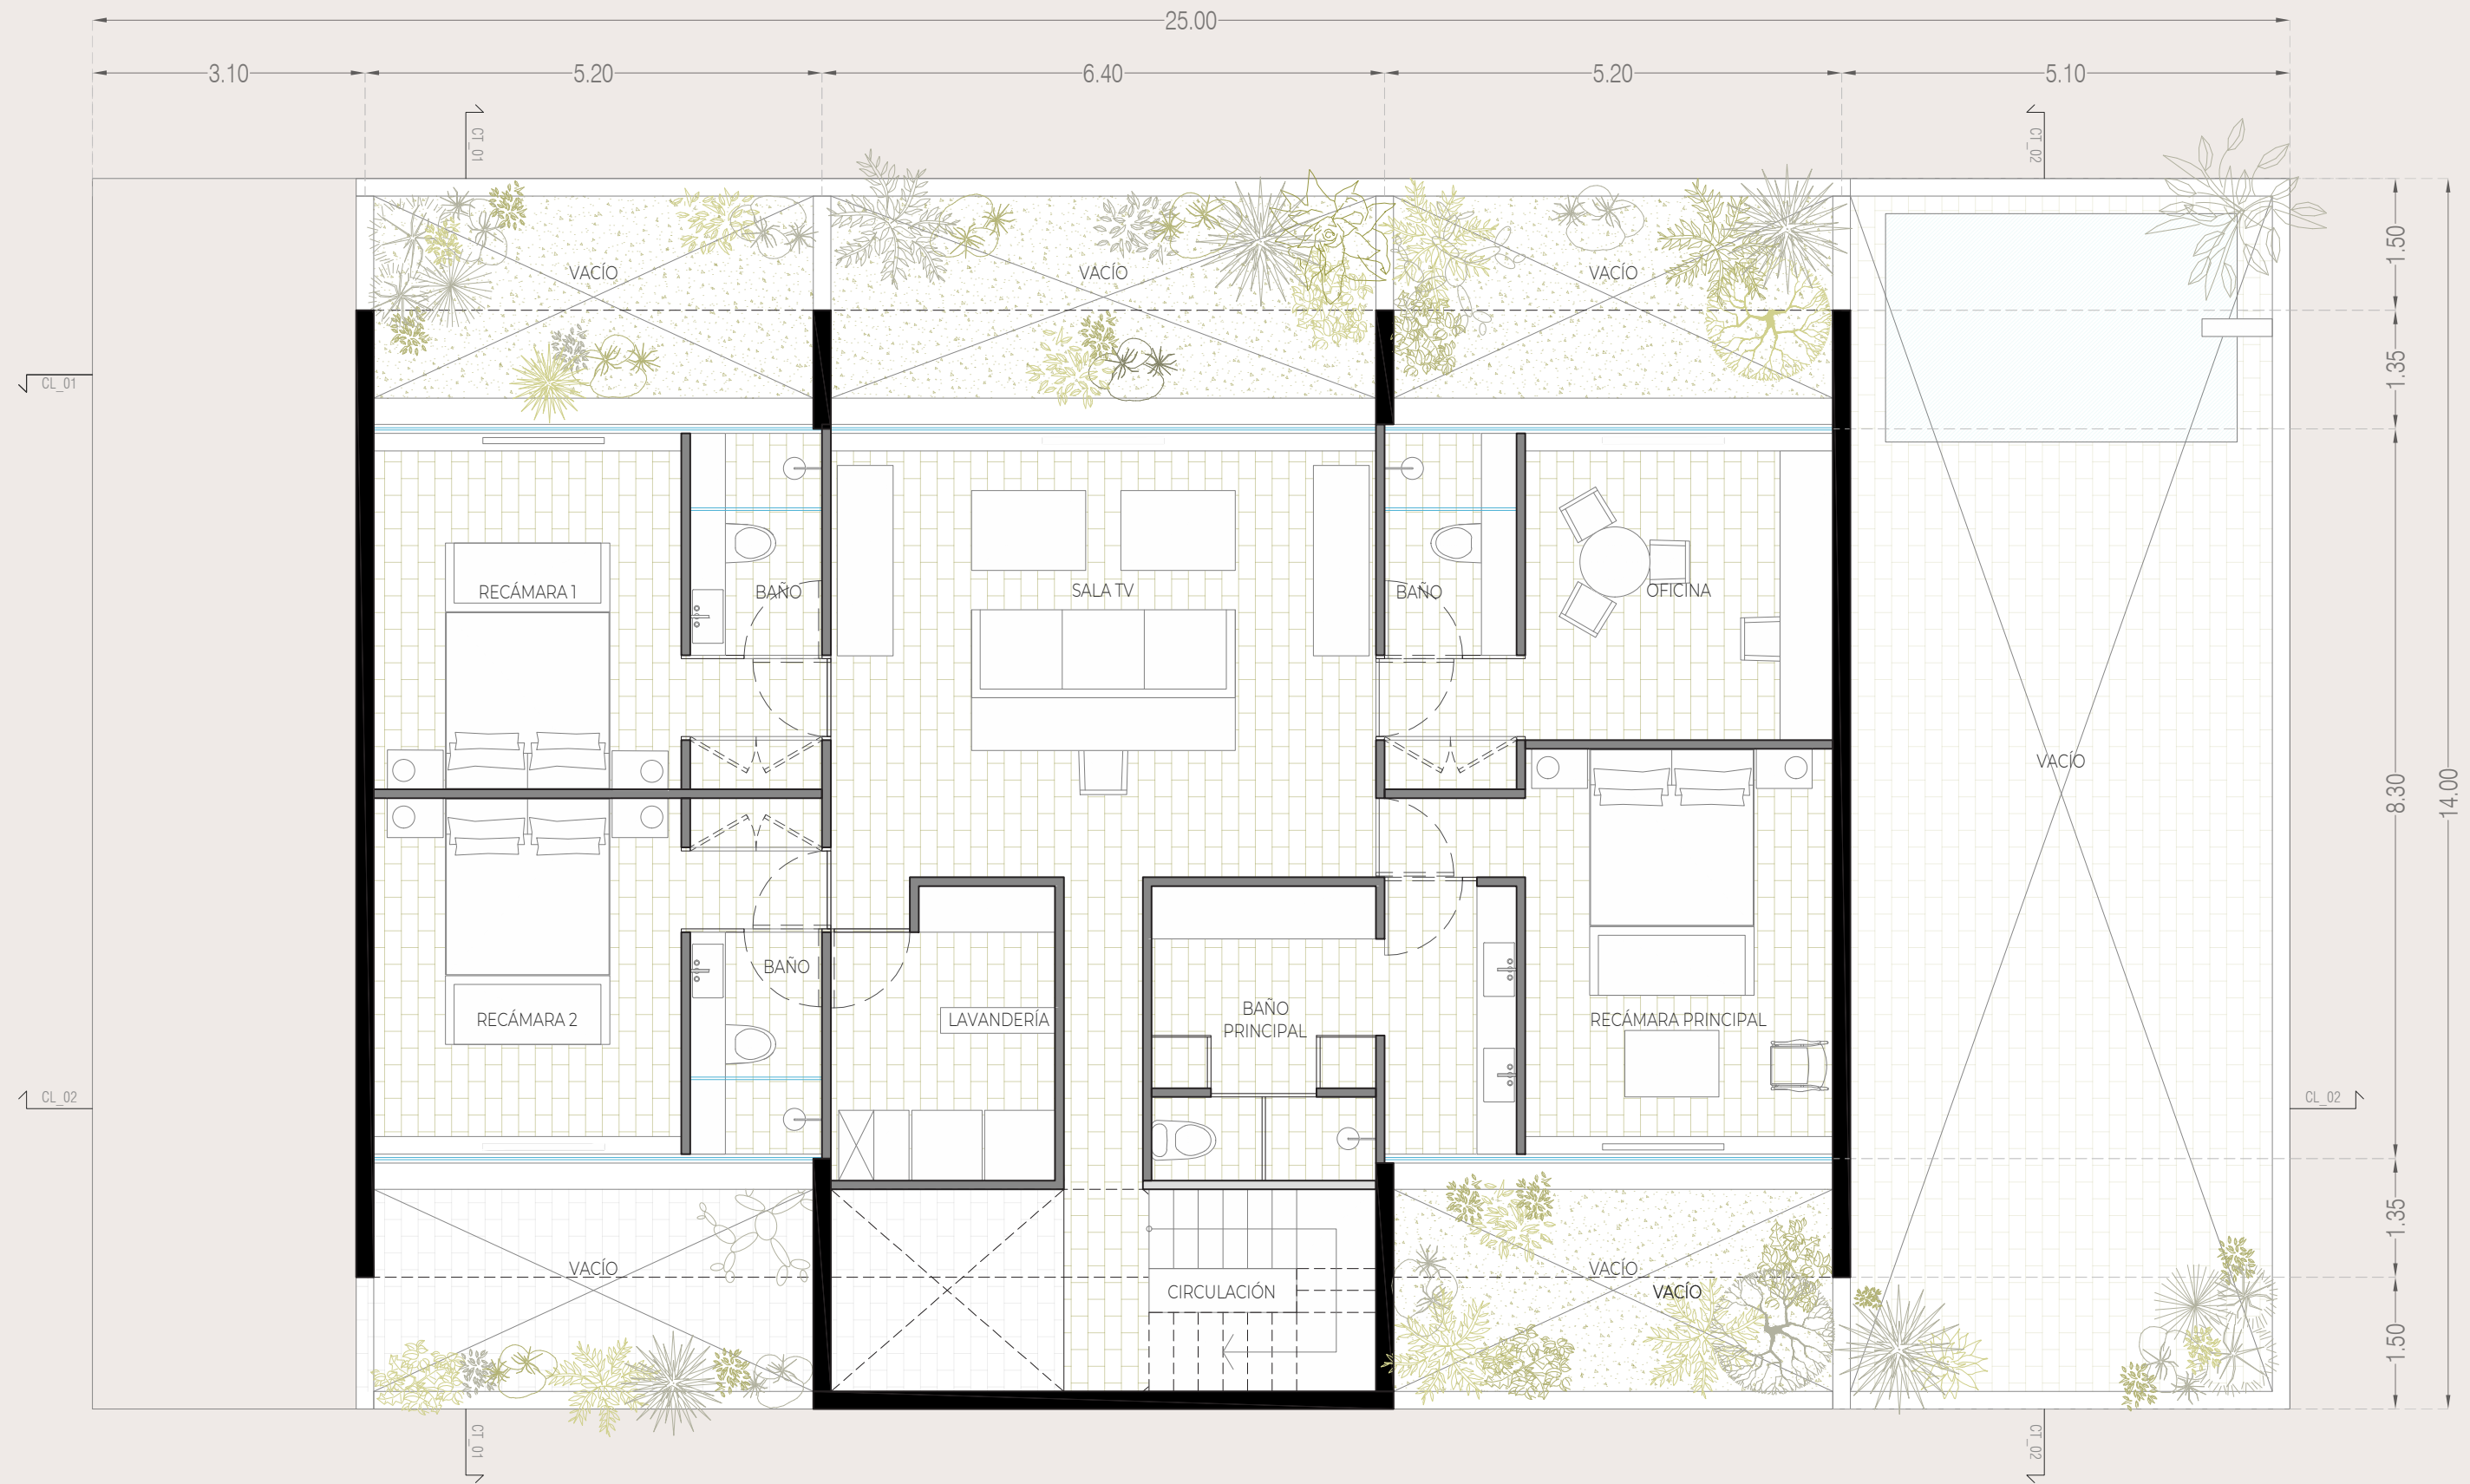 25.00
3.10
5.20
6.40
5.20
5.10
CT_01
CT_02
VACÍO
VACÍO
VACÍO
1.50
1.35
CL_01
RECÁMARA 1
BAÑO
SALA TV
BAÑO
OFICINA
VACÍO
8.30
14.00
BAÑO
RECÁMARA 2
LAVANDERÍA
BAÑO
PRINCIPAL
RECÁMARA PRINCIPAL
CL_02
CL_02
1.35
VACÍO
VACÍO
CIRCULACIÓN
VACÍO
1.50
CT_01
CT_02